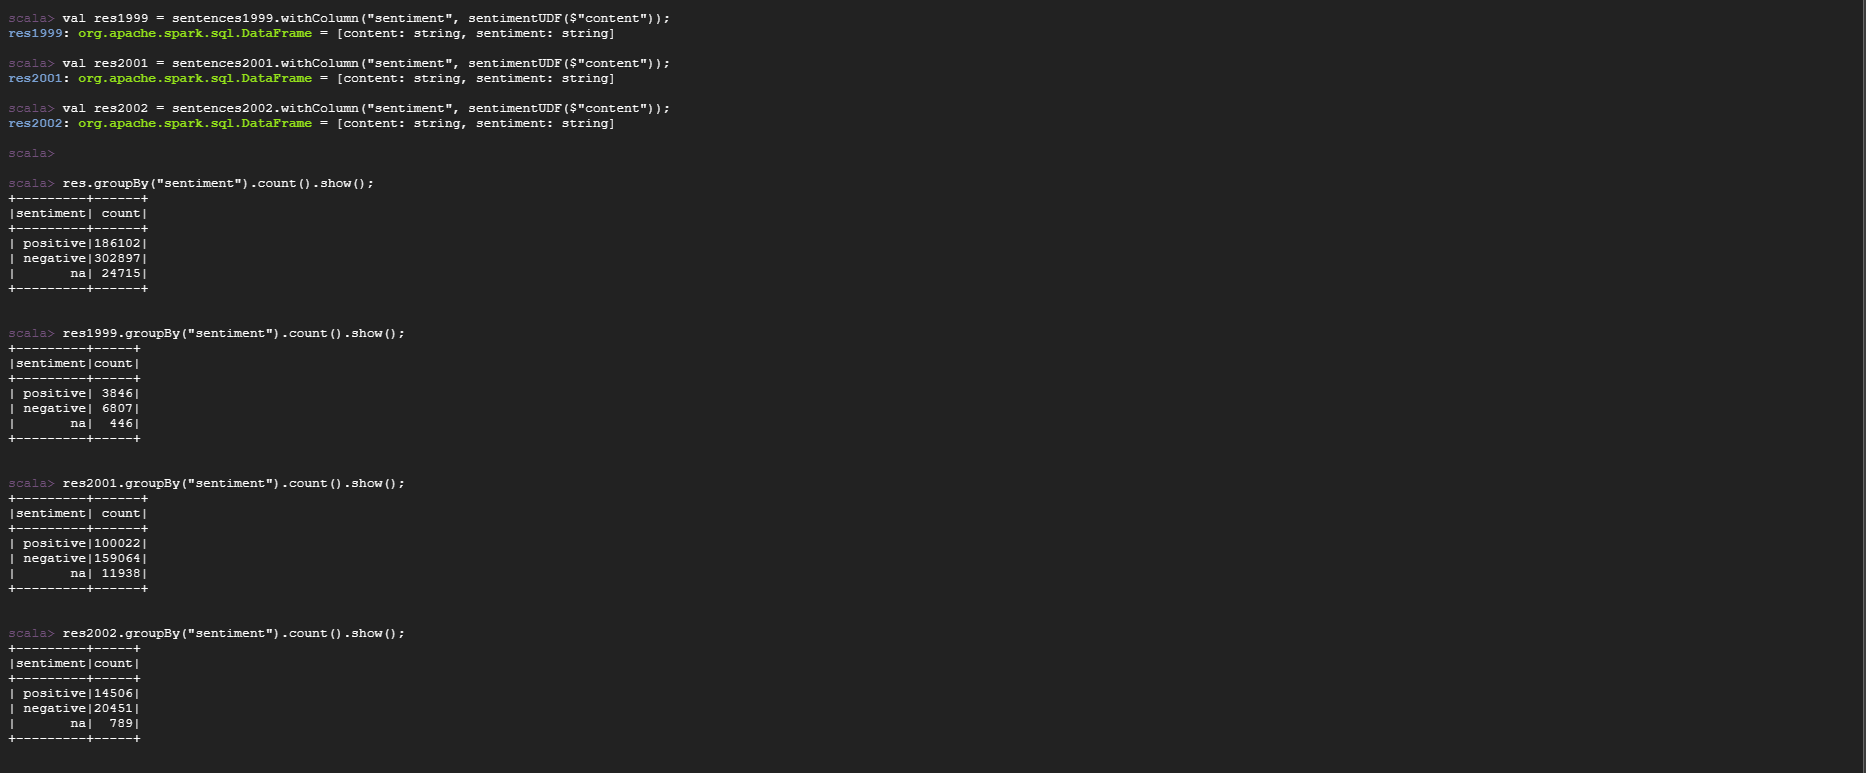 scala> val res1999 = sentences1999.withColumn("sentiment", sentimentUDF($"content"));
res1999: org.apache.spark.sql.DataFrame = [content: string, sentiment: string]
scala> val res2001 = sentences2001.withColumn("sentiment", sentimentUDF($"content"));
res2001: org.apache.spark.sql.DataFrame = [content: string, sentiment: string]
scala> val res2002 = sentences2002.withColumn("sentiment", sentimentUDF($"content"));
res2002: org.apache.spark.sql.DataFrame = [content: string, sentiment: string]
scala>
scala> res.groupBy("sentiment").count().show();
+---------+------+
|sentiment| count|
+---------+------+
| positive|186102|
| negative|302897|
|       na| 24715|
+---------+------+
scala> res1999.groupBy("sentiment").count().show();
+---------+-----+
|sentiment|count|
+---------+-----+
| positive| 3846|
| negative| 6807|
|       na|  446|
+---------+-----+
scala> res2001.groupBy("sentiment").count().show();
+---------+------+
|sentiment| count|
+---------+------+
| positive|100022|
| negative|159064|
|       na| 11938|
+---------+------+
scala> res2002.groupBy("sentiment").count().show();
+---------+-----+
|sentiment|count|
+---------+-----+
| positive|14506|
| negative|20451|
|       na|  789|
+---------+-----+